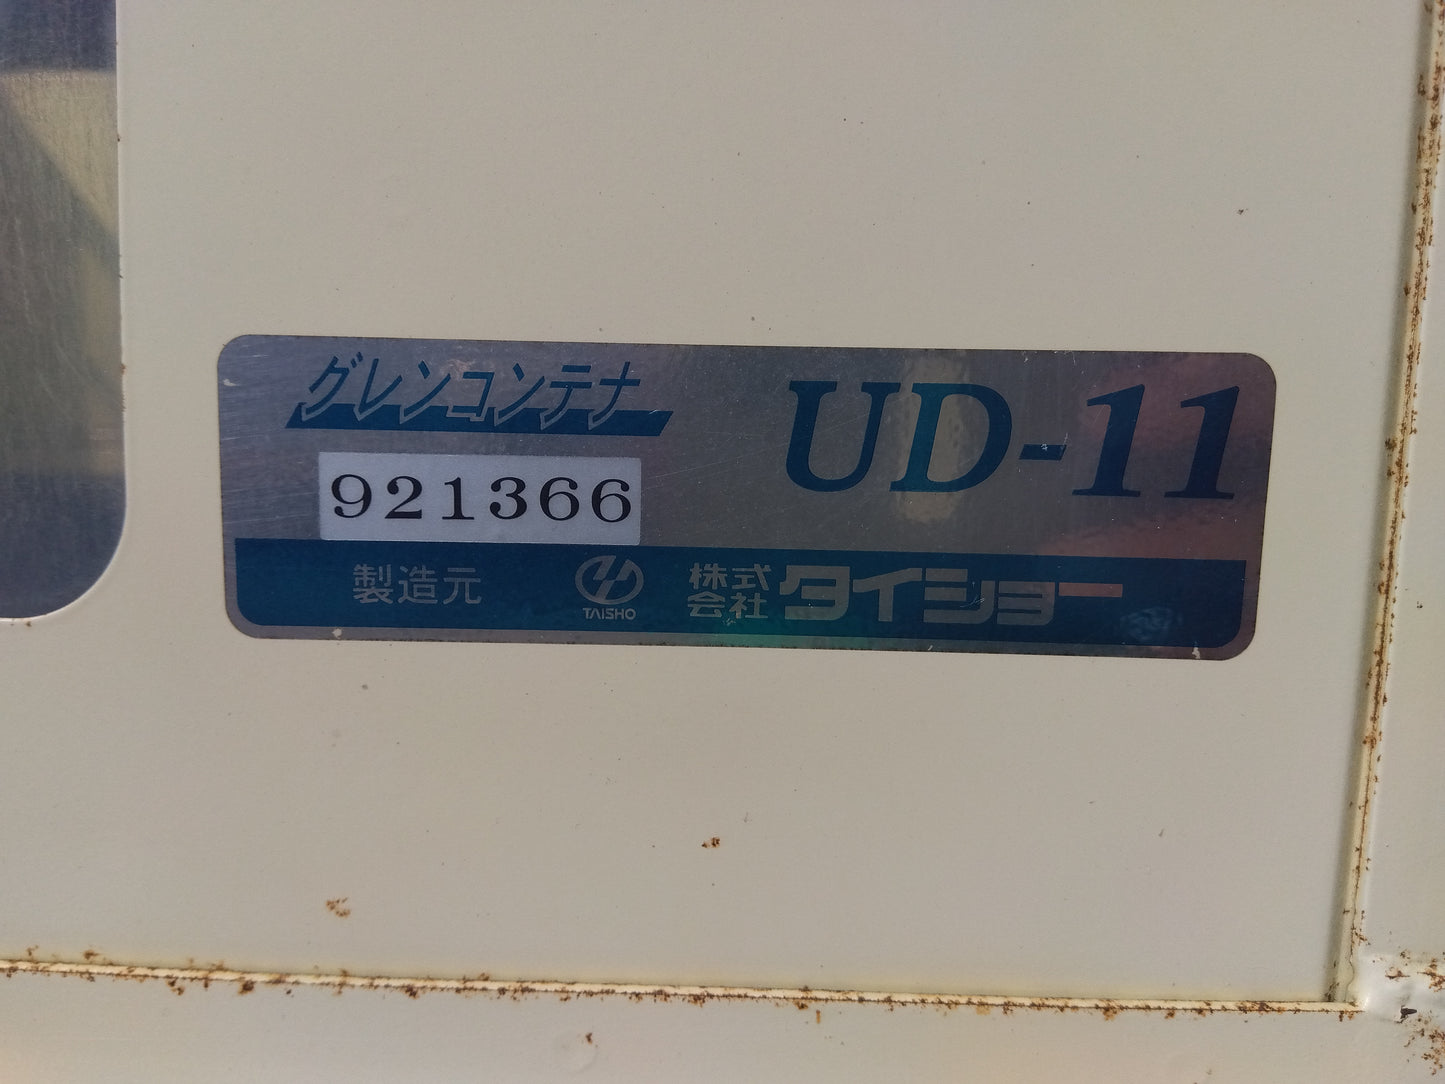 グレンコンテナ
UD-11
921366
製造元
TAISHO
株式会社タイショー